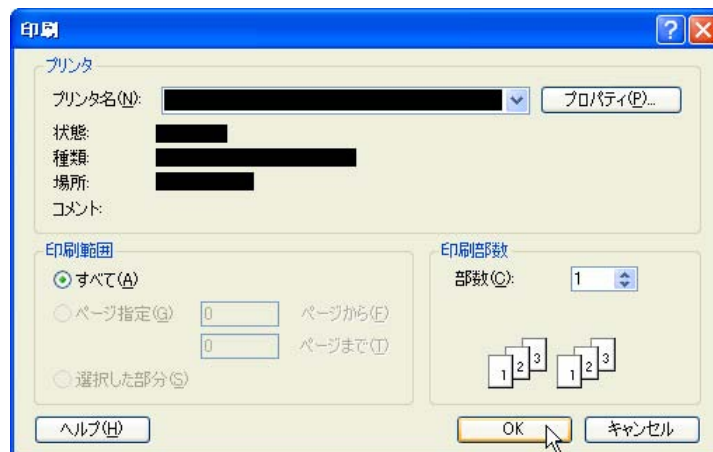 印刷
プリンタ
プリンタ名(N):
プロパティ(P)...
状態:
種類:
場所:
コメント:
印刷範囲
すべて(A)
ページ指定(G) 0 ページから(F)
0 ページまで(T)
選択した部分(S)
印刷部数
部数(C): 1
1 2 3 1 2 3
ヘルプ(H)
OK
キャンセル